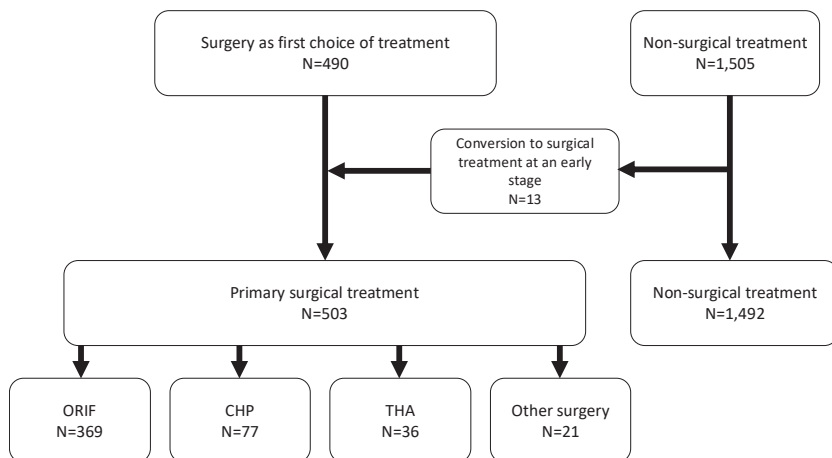 Surgery as first choice of treatment
N=490
Non-surgical treatment
N=1,505
Conversion to surgical
treatment at an early
stage
N=13
Primary surgical treatment
N=503
Non-surgical treatment
N=1,492
ORIF
N=369
CHP
N=77
THA
N=36
Other surgery
N=21